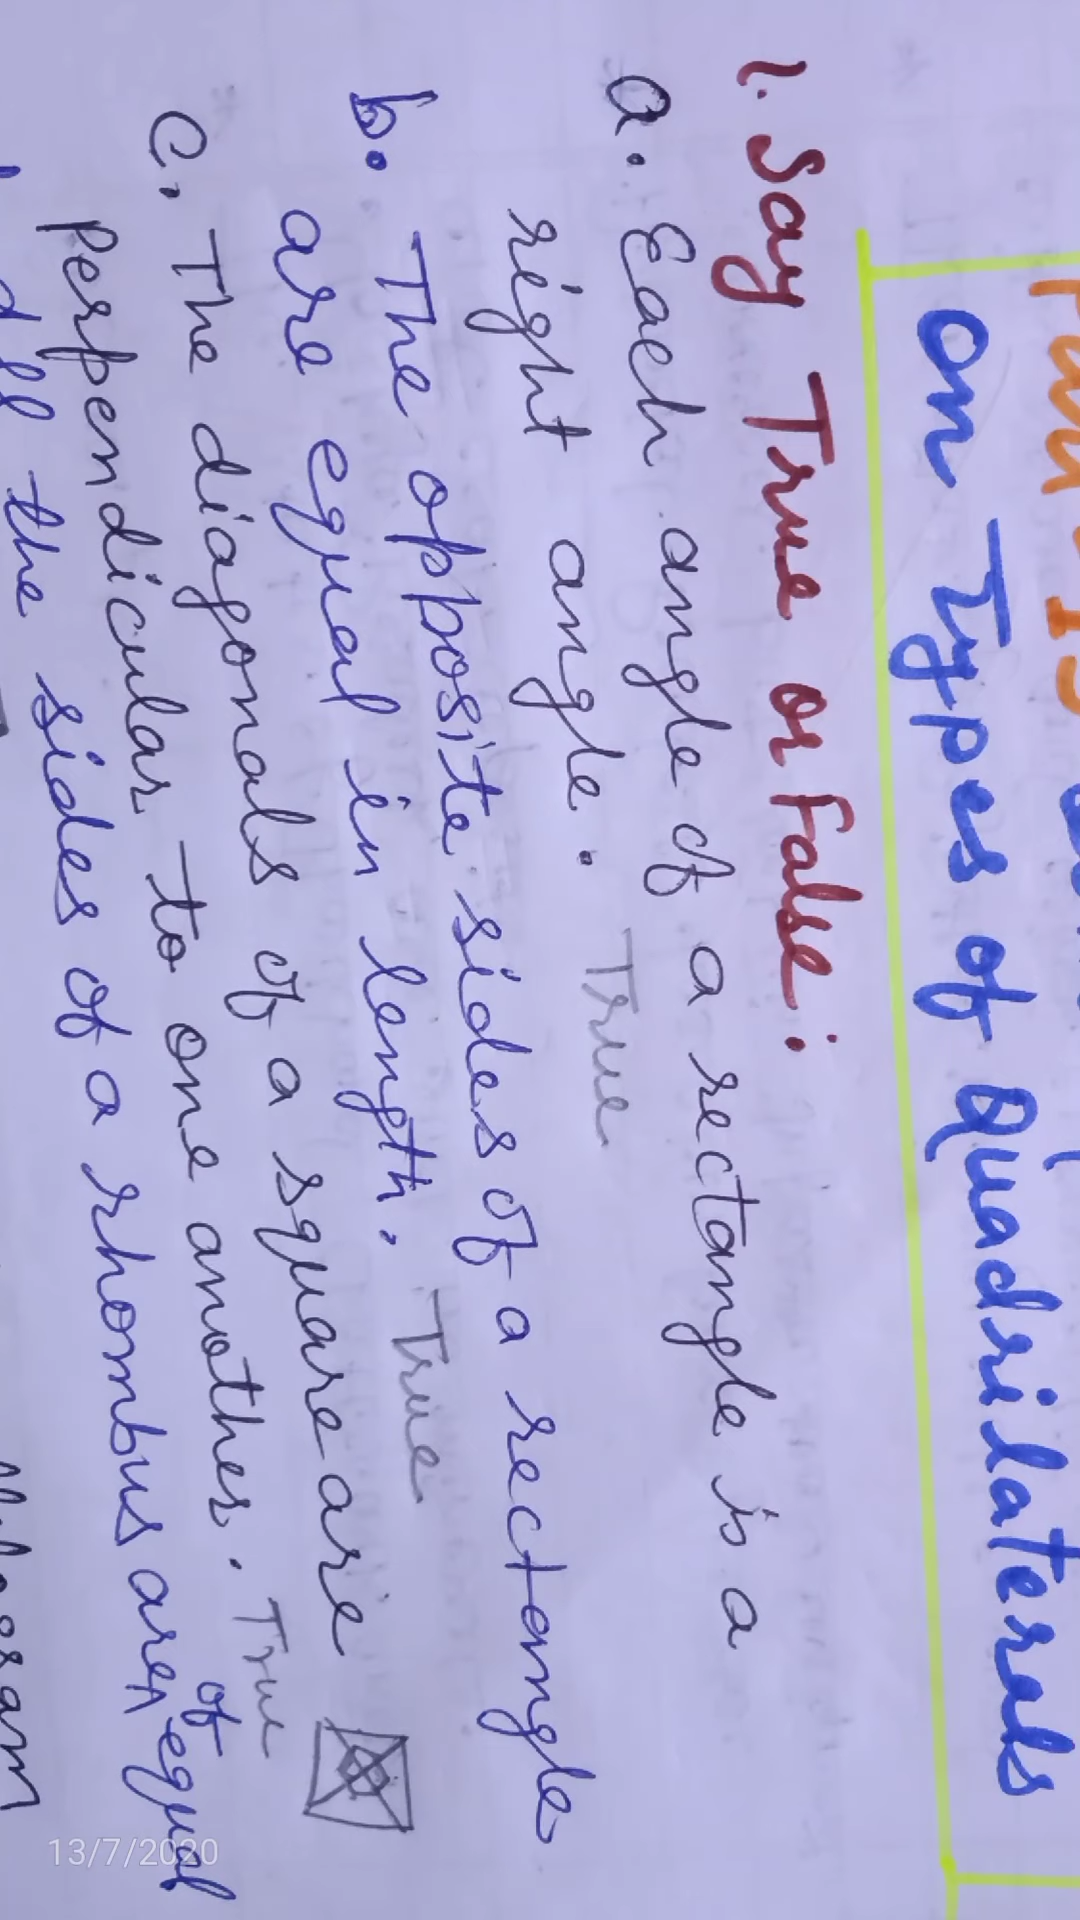 on Types of Quadrilaterals
1. Say True or False:
a. Each angle of a rectangle is a
right angle. True
b. The opposite sides of a rectangle
are equal in length. True
c. The diagonals of a square are
perpendicular to one another. True
all the sides of a rhombus are of equal
13/7/2020